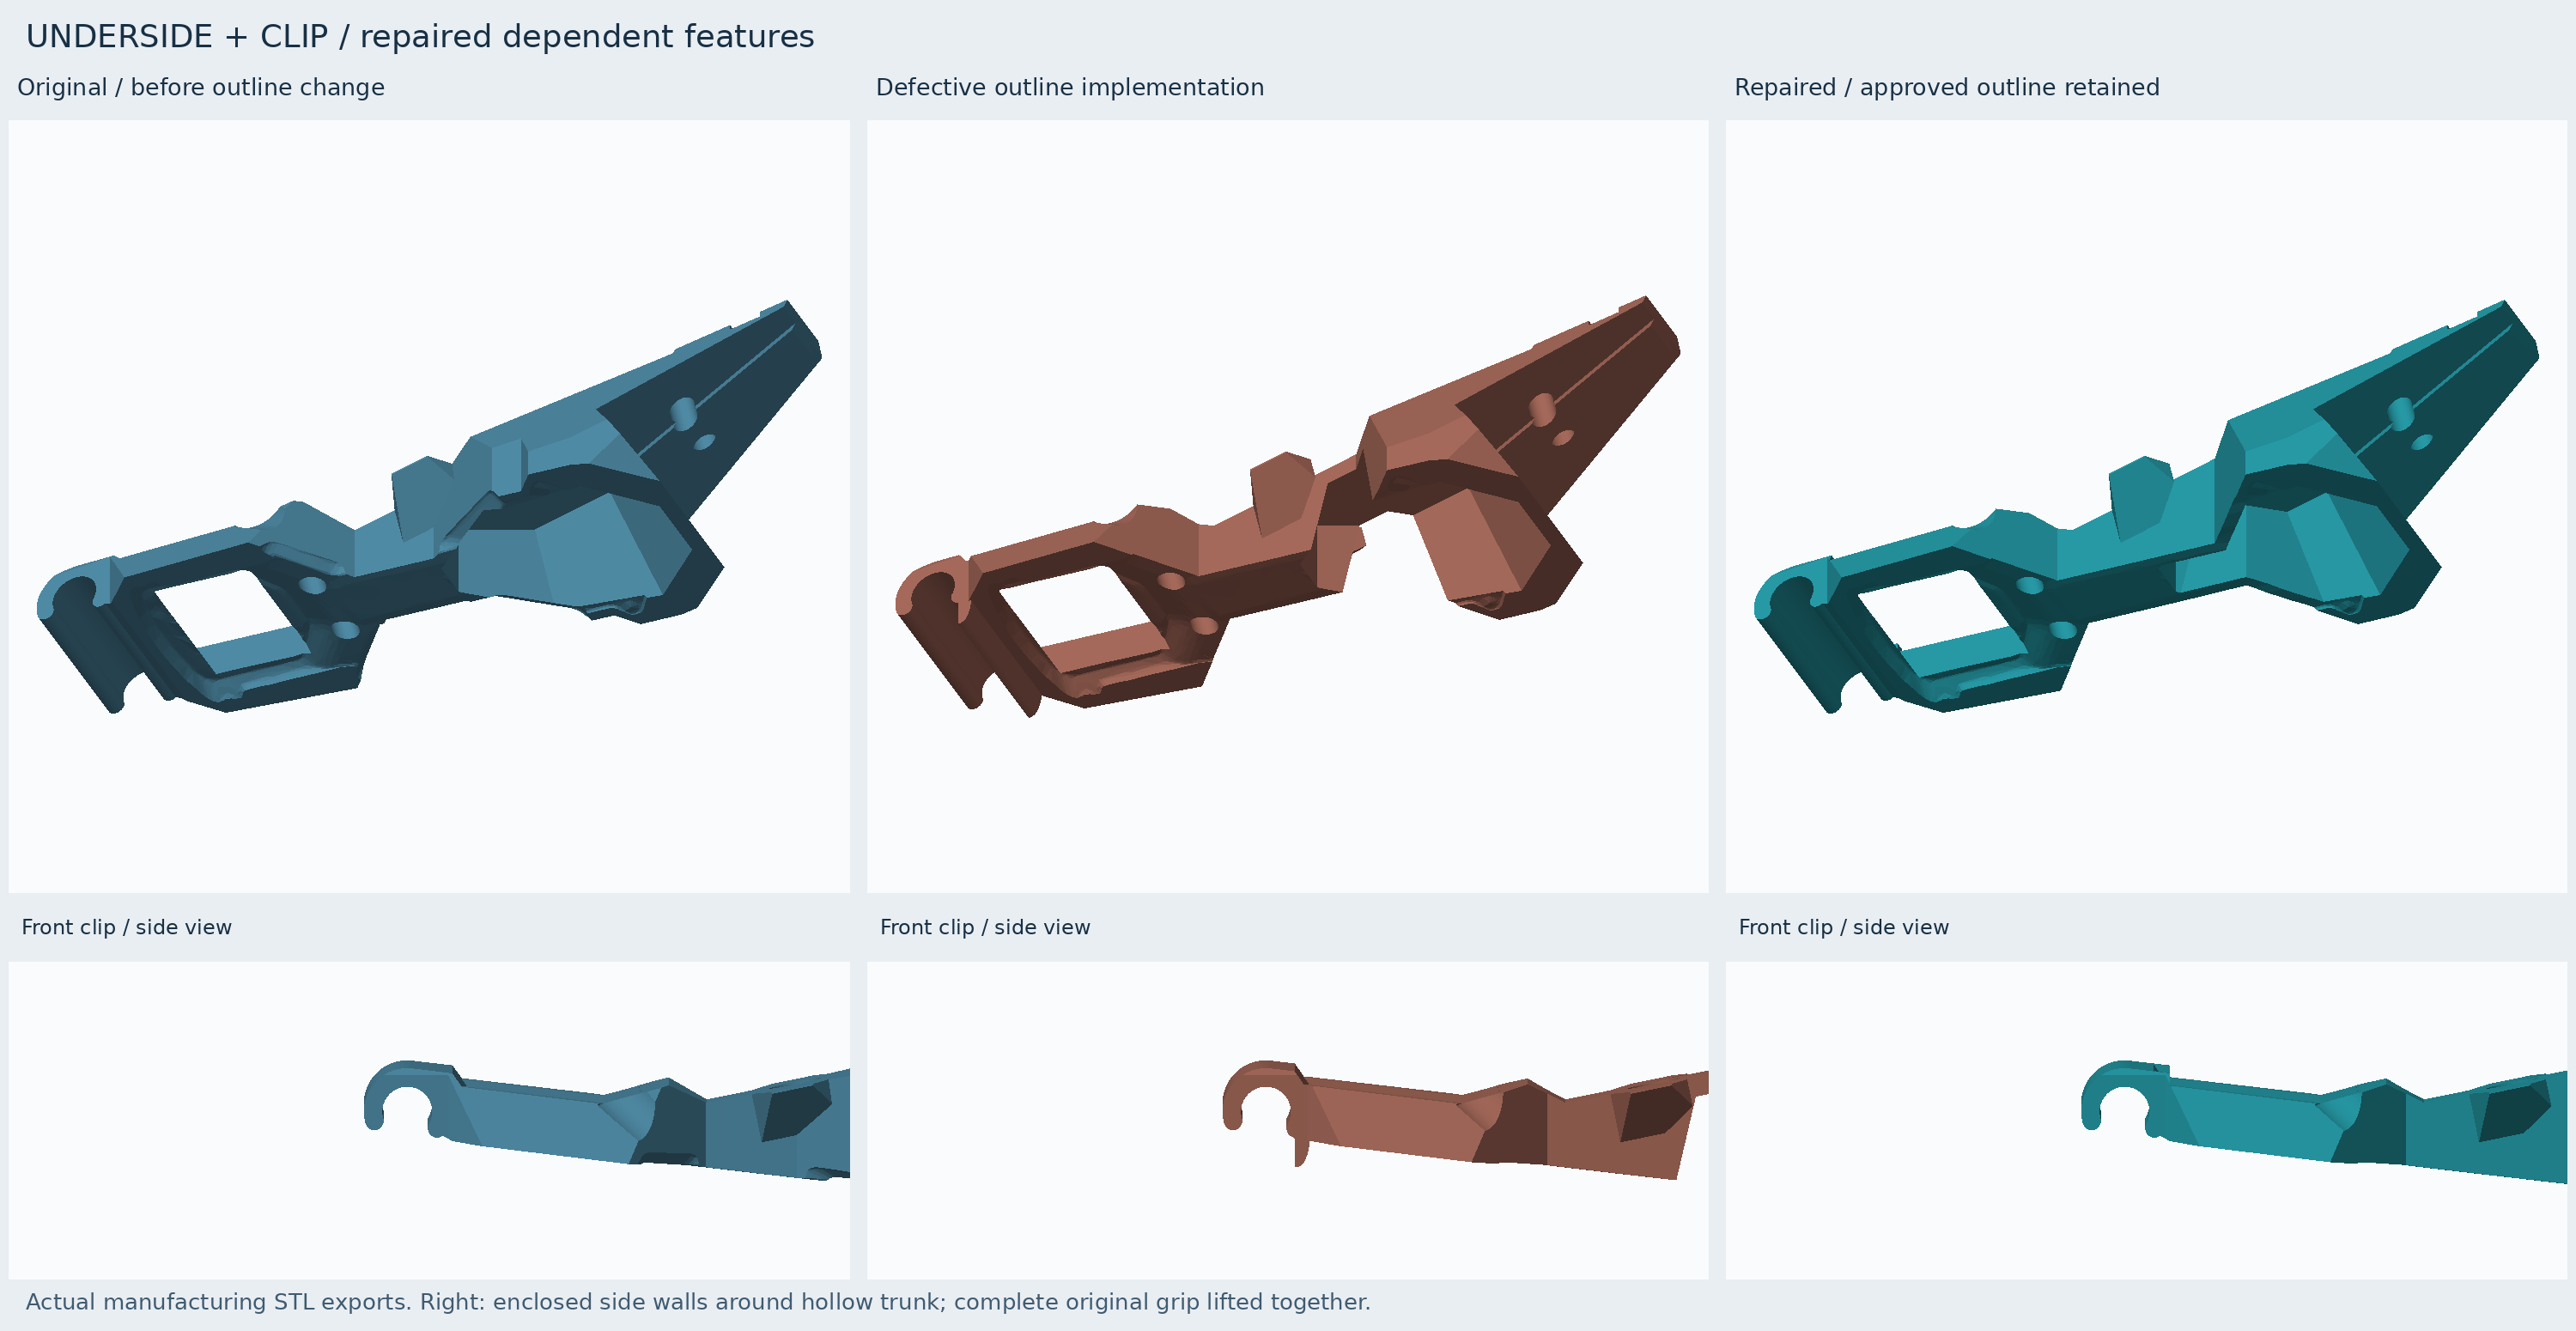 UNDERSIDE + CLIP / repaired dependent features
Original / before outline change
Defective outline implementation
Repaired / approved outline retained
Front clip / side view
Front clip / side view
Front clip / side view
Actual manufacturing STL exports. Right: enclosed side walls around hollow trunk; complete original grip lifted together.